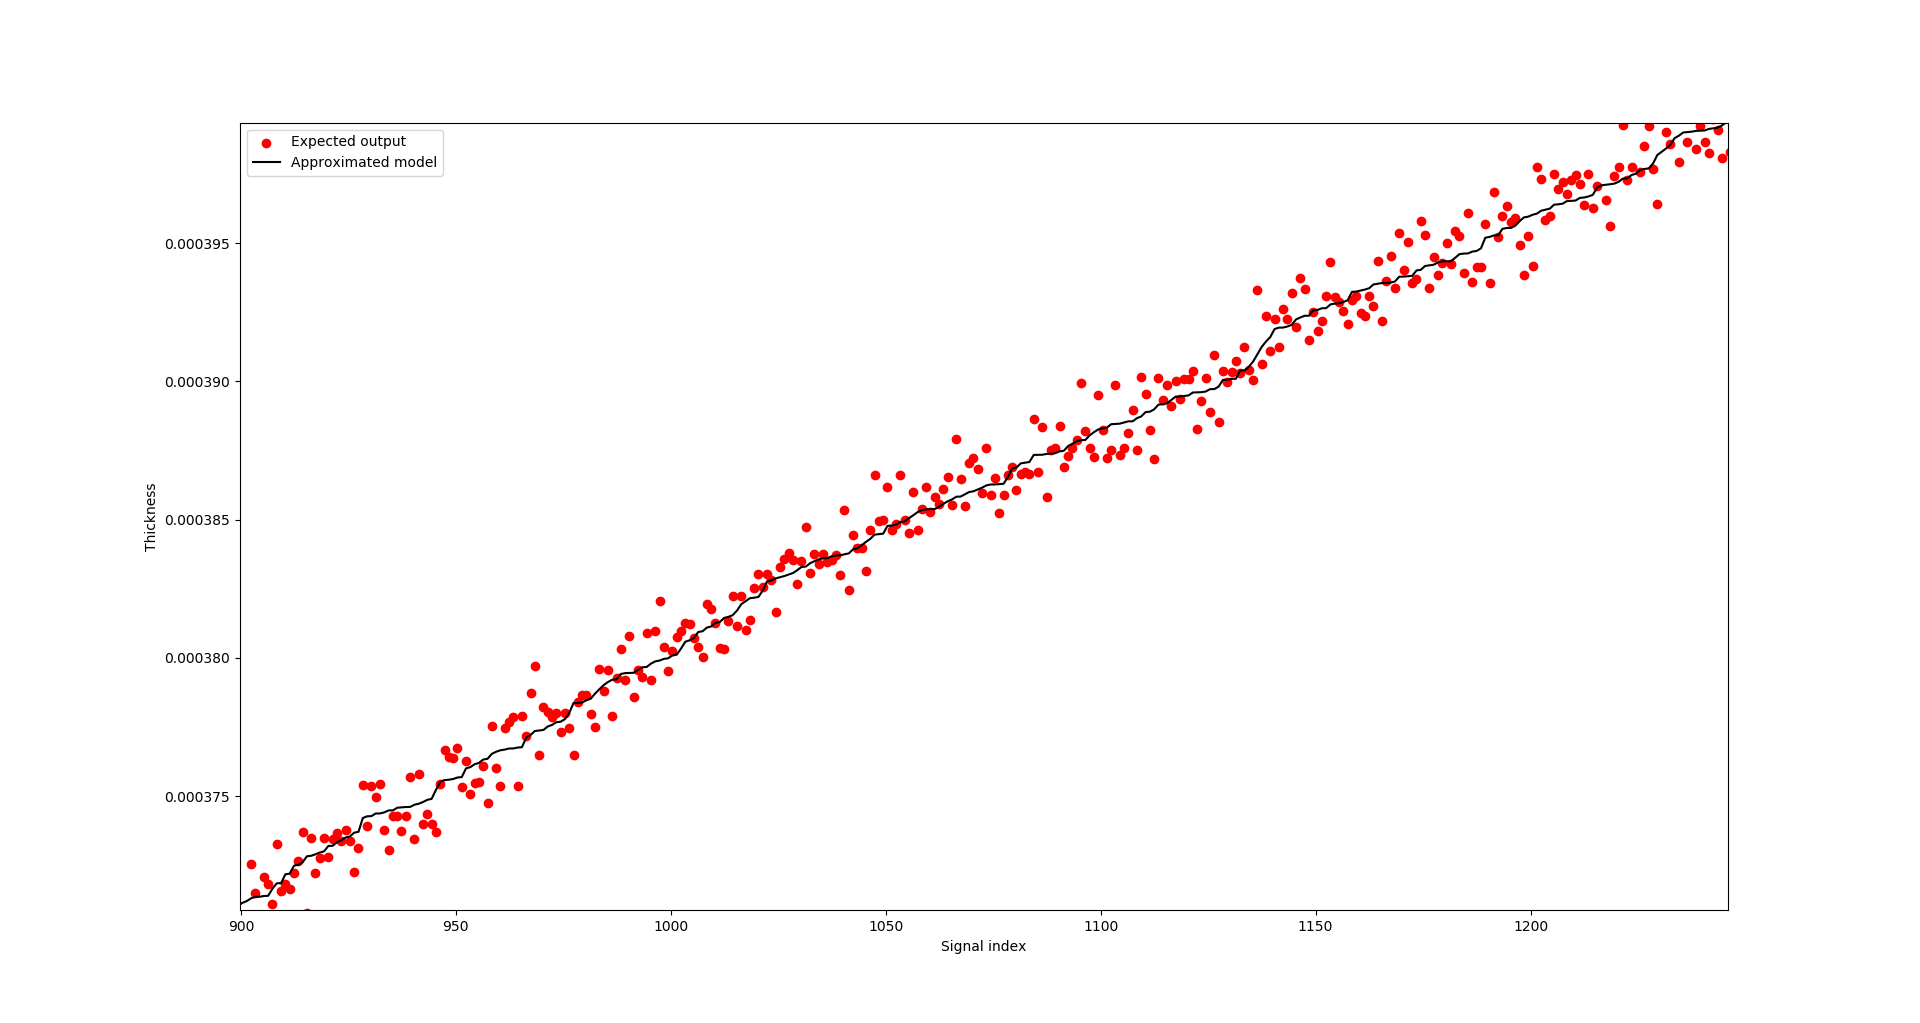 Expected output
Approximated model
0.000395
0.000390
0.000385
0.000380
0.000375
Thickness
900 950 1000 1050 1100 1150 1200
Signal index